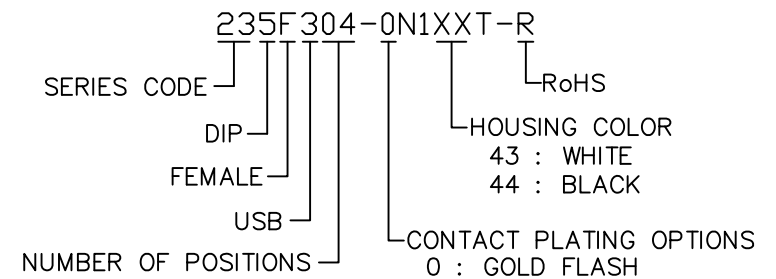 235F304-0N1XXT-R
SERIES CODE
RoHS
DIP
HOUSING COLOR
43 : WHITE
FEMALE
44 : BLACK
USB
CONTACT PLATING OPTIONS
NUMBER OF POSITIONS
0 : GOLD FLASH